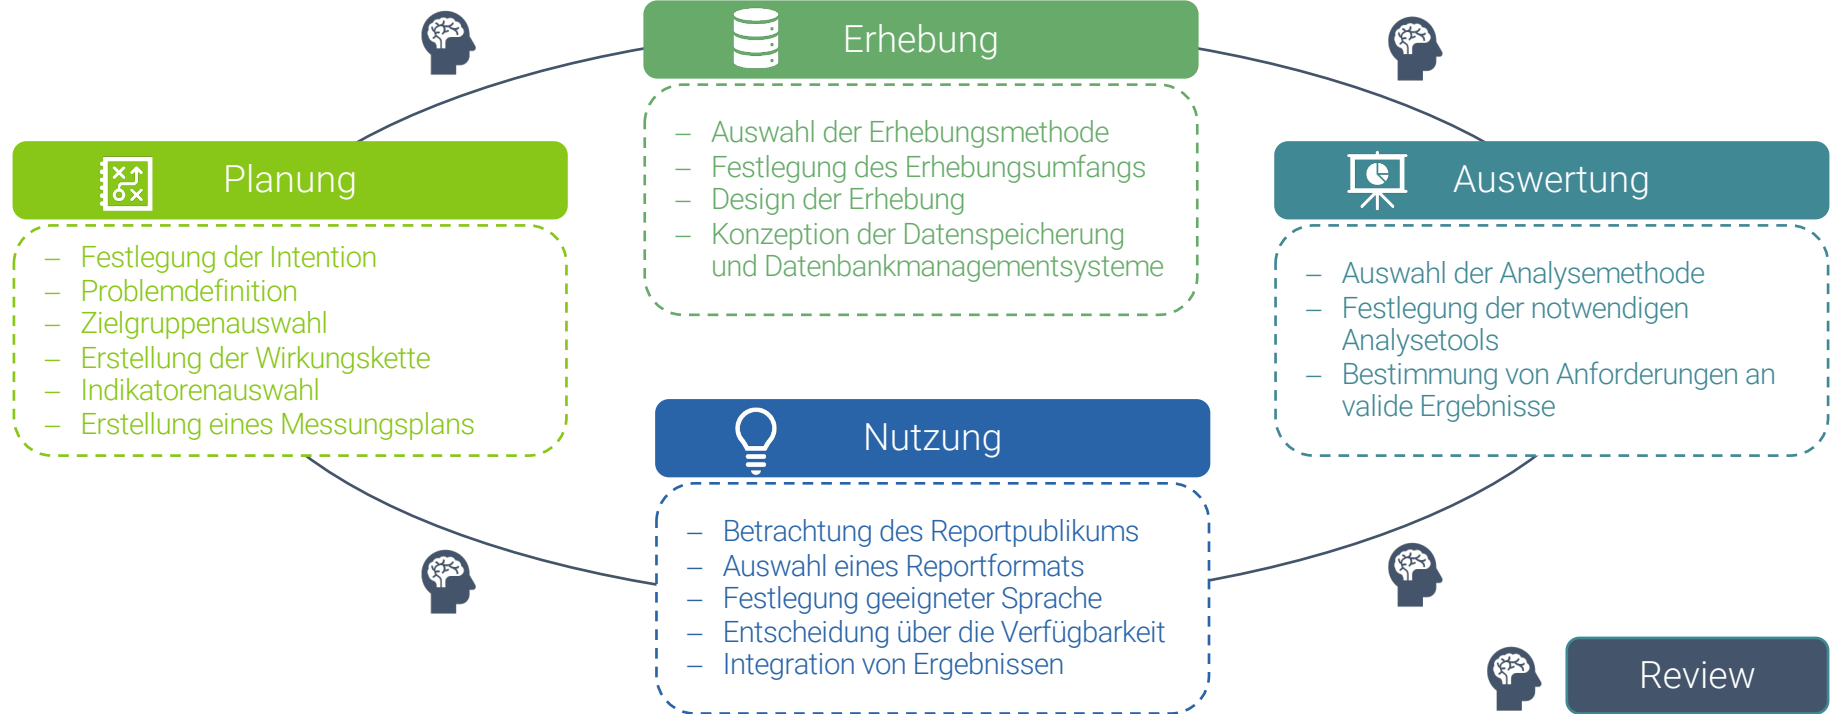 Erhebung
– Auswahl der Erhebungsmethode
– Festlegung des Erhebungsumfangs
– Design der Erhebung
– Konzeption der Datenspeicherung
und Datenbankmanagementsysteme
Planung
– Festlegung der Intention
– Problemdefinition
– Zielgruppenauswahl
– Erstellung der Wirkungskette
– Indikatorenauswahl
– Erstellung eines Messungsplans
Auswertung
– Auswahl der Analysemethode
– Festlegung der notwendigen
Analysetools
– Bestimmung von Anforderungen an
valide Ergebnisse
Nutzung
– Betrachtung des Reportpublikums
– Auswahl eines Reportformats
– Festlegung geeigneter Sprache
– Entscheidung über die Verfügbarkeit
– Integration von Ergebnissen
Review